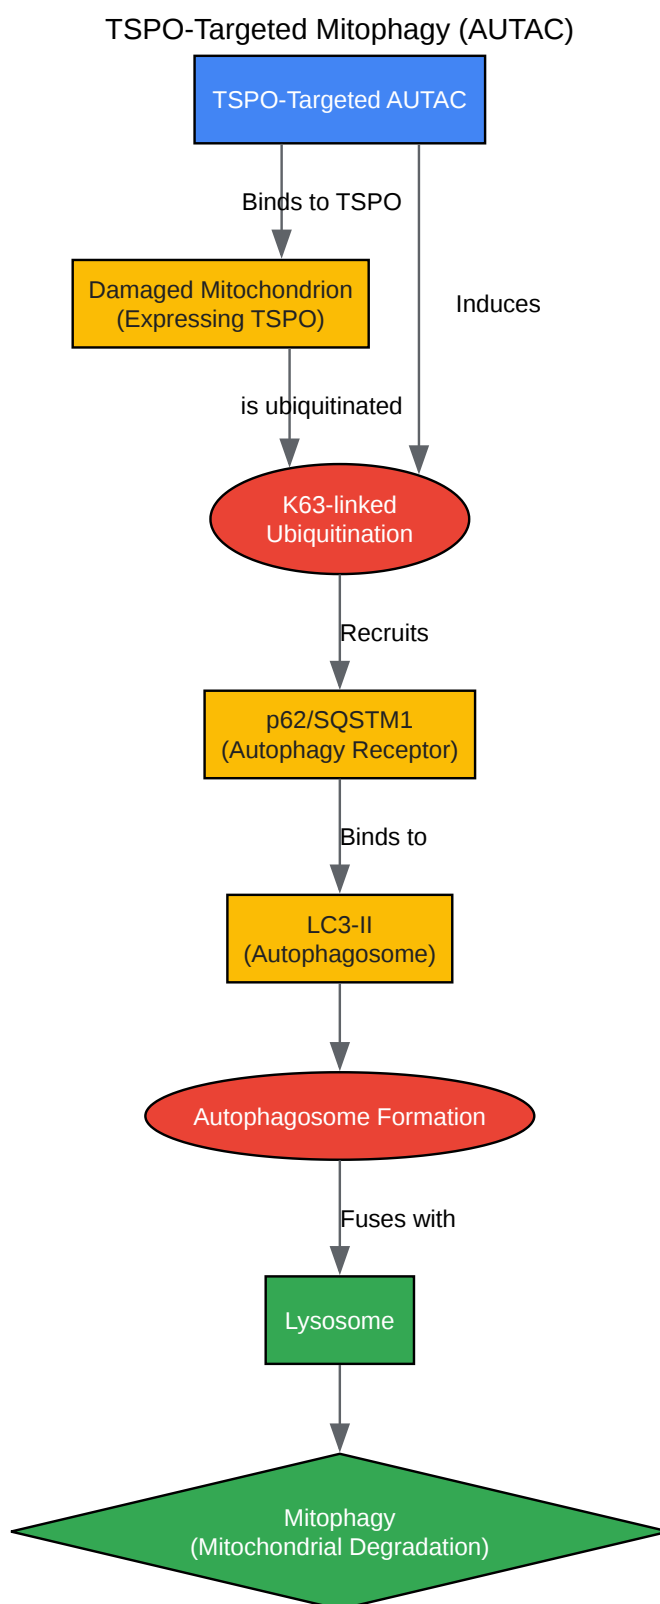 TSPO-Targeted Mitophagy (AUTAC)
TSPO-Targeted AUTAC
Binds to TSPO
Damaged Mitochondrion
(Expressing TSPO)
Induces
is ubiquitinated
K63-linked
Ubiquitination
Recruits
p62/SQSTM1
(Autophagy Receptor)
Binds to
LC3-II
(Autophagosome)
Autophagosome Formation
Fuses with
Lysosome
Mitophagy
(Mitochondrial Degradation)